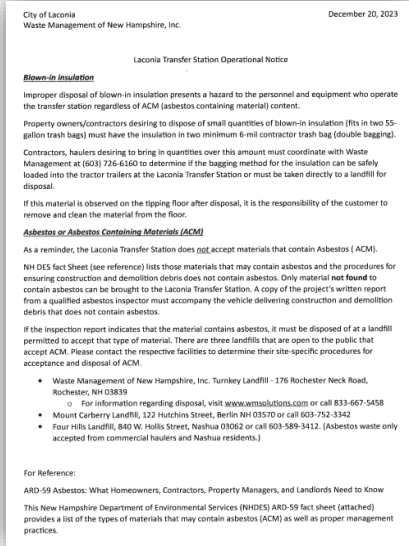 City of Laconia December 20, 2023
Waste Management of New Hampshire, Inc.
Laconia Transfer Station Operational Notice
Blown-in insulation
Improper disposal of blown-in insulation presents a hazard to the personnel and equipment who operate
the transfer station regardless of ACM (asbestos containing material) content.
Property owners/contractors desiring to dispose of small quantities of blown-in insulation (fits in two 55-
gallon trash bags) must have the insulation in two minimum 6-mil contractor trash bag (double bagging).
Contractors, haulers desiring to bring in quantities over this amount must coordinate with Waste
Management at (603) 726-6160 to determine if the bagging method for the insulation can be safely
loaded into the tractor trailers at the Laconia Transfer Station or must be taken directly to a landfill for
disposal.
If this material is observed on the tipping floor after disposal, it is the responsibility of the customer to
remove and clean the material from the floor.
Asbestos or Asbestos Containing Materials (ACM)
As a reminder, the Laconia Transfer Station does not accept materials that contain Asbestos ( ACM).
NH DES fact Sheet (see reference) lists those materials that may contain asbestos and the procedures for
ensuring construction and demolition debris does not contain asbestos. Only material not found to
contain asbestos can be brought to the Laconia Transfer Station. A copy of the project's written report
from a qualified asbestos inspector must accompany the vehicle delivering construction and demolition
debris that does not contain asbestos.
If the inspection report indicates that the material contains asbestos, it must be disposed of at a landfill
permitted to accept that type of material. There are three landfills that are open to the public that
accept ACM. Please contact the respective facilities to determine their site-specific procedures for
acceptance and disposal of ACM.
• Waste Management of New Hampshire, Inc. Turnkey Landfill - 176 Rochester Neck Road,
Rochester, NH 03839
o For information regarding disposal, visit www.wmsolutions.com or call 833-667-5458
• Mount Carberry Landfill, 122 Hutchins Street, Berlin NH 03570 or call 603-752-3342
• Four Hills Landfill, 840 W. Hollis Street, Nashua 03062 or call 603-589-3412. (Asbestos waste only
accepted from commercial haulers and Nashua residents.)
For Reference:
ARD-59 Asbestos: What Homeowners, Contractors, Property Managers, and Landlords Need to Know
This New Hampshire Department of Environmental Services (NHDES) ARD-59 fact sheet (attached)
provides a list of the types of materials that may contain asbestos (ACM) as well as proper management
practices.